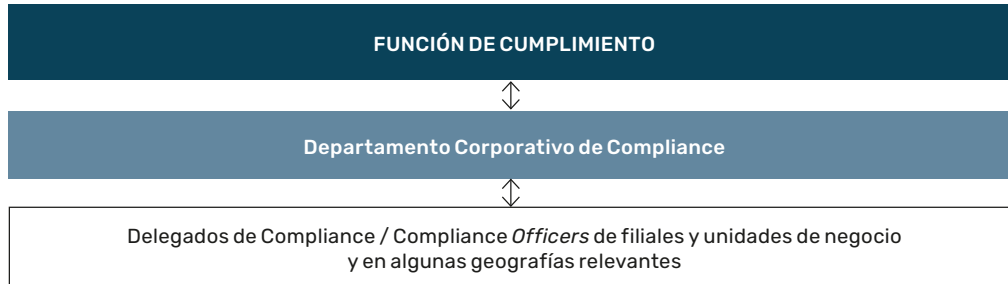 FUNCIÓN DE CUMPLIMIENTO
Departamento Corporativo de Compliance
Delegados de Compliance / Compliance Officers de filiales y unidades de negocio
y en algunas geografías relevantes